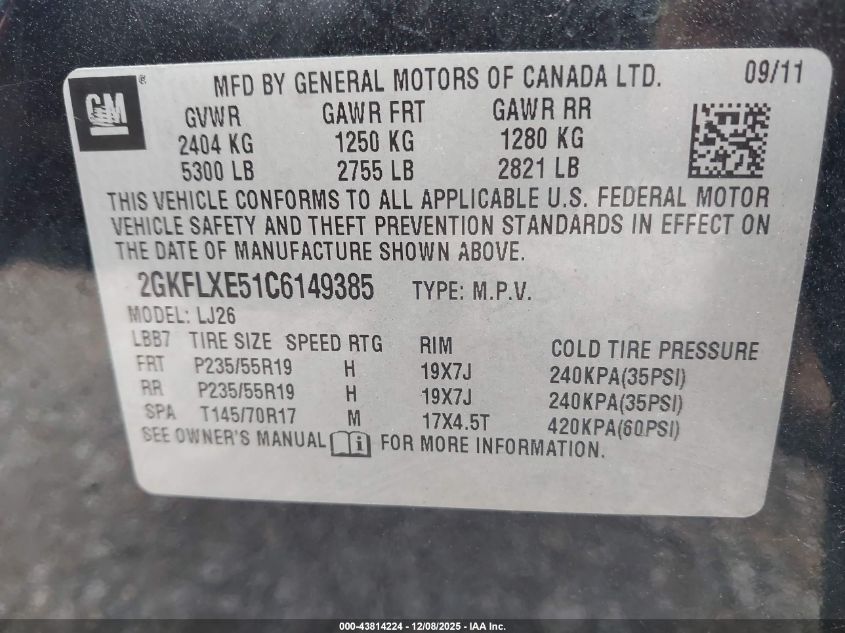 GM ® MFD BY GENERAL MOTORS OF CANADA LTD. 09/11
GVWR GAWR FRT GAWR RR
2404 KG 1250 KG 1280 KG
5300 LB 2755 LB 2821 LB
THIS VEHICLE CONFORMS TO ALL APPLICABLE U.S. FEDERAL MOTOR
VEHICLE SAFETY AND THEFT PREVENTION STANDARDS IN EFFECT ON
THE DATE OF MANUFACTURE SHOWN ABOVE.
2GKFLXE51C6149385 TYPE: M.P.V.
MODEL: LJ26
LBB7 TIRE SIZE SPEED RTG RIM COLD TIRE PRESSURE
FRT P235/55R19 H 19X7J 240KPA(35PSI)
RR P235/55R19 H 19X7J 240KPA(35PSI)
SPA T145/70R17 M 17X4.5T 420KPA(60PSI)
SEE OWNER'S MANUAL FOR MORE INFORMATION.
000-43814224 - 12/08/2025 - IAA Inc.